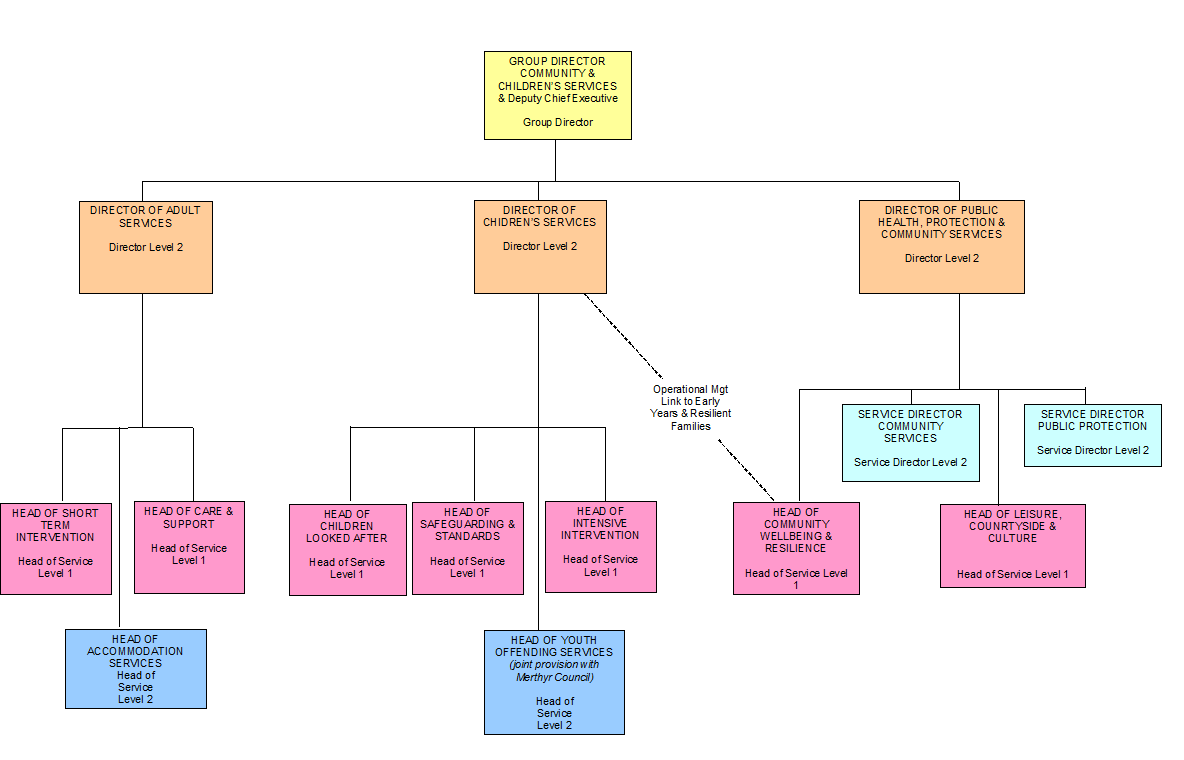 GROUP DIRECTOR
COMMUNITY &
CHILDREN'S SERVICES
& Deputy Chief Executive
Group Director
DIRECTOR OF ADULT
SERVICES
Director Level 2
DIRECTOR OF
CHIDREN'S SERVICES
Director Level 2
DIRECTOR OF PUBLIC
HEALTH, PROTECTION &
COMMUNITY SERVICES
Director Level 2
Operational Mgt
Link to Early
Years & Resilient
Families
SERVICE DIRECTOR
COMMUNITY
SERVICES
Service Director Level 2
SERVICE DIRECTOR
PUBLIC PROTECTION
Service Director Level 2
HEAD OF SHORT
TERM
INTERVENTION
Head of Service
Level 1
HEAD OF CARE &
SUPPORT
Head of Service
Level 1
HEAD OF
CHILDREN
LOOKED AFTER
Head of Service
Level 1
HEAD OF
SAFEGUARDING &
STANDARDS
Head of Service
Level 1
HEAD OF
INTENSIVE
INTERVENTION
Head of Service
Level 1
HEAD OF
COMMUNITY
WELLBEING &
RESILIENCE
Head of Service Level
1
HEAD OF LEISURE,
COUNRTYSIDE &
CULTURE
Head of Service Level 1
HEAD OF
ACCOMMODATION
SERVICES
Head of
Service
Level 2
HEAD OF YOUTH
OFFENDING SERVICES
(joint provision with
Merthyr Council)
Head of
Service
Level 2